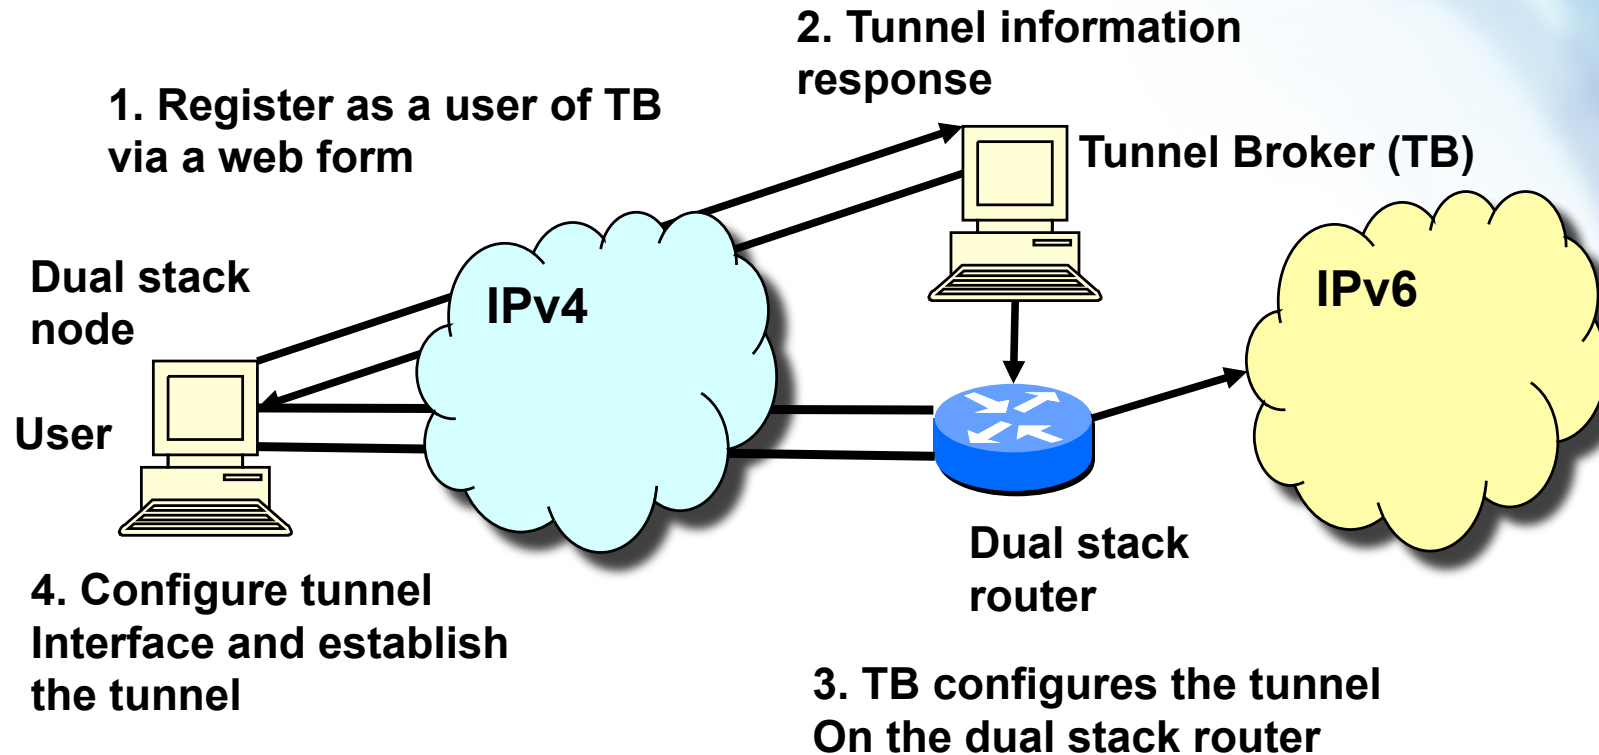 2. Tunnel information
response
1. Register as a user of TB
via a web form
Tunnel Broker (TB)
Dual stack
node
IPv4
IPv6
User
Dual stack
router
4. Configure tunnel
Interface and establish
the tunnel
3. TB configures the tunnel
On the dual stack router